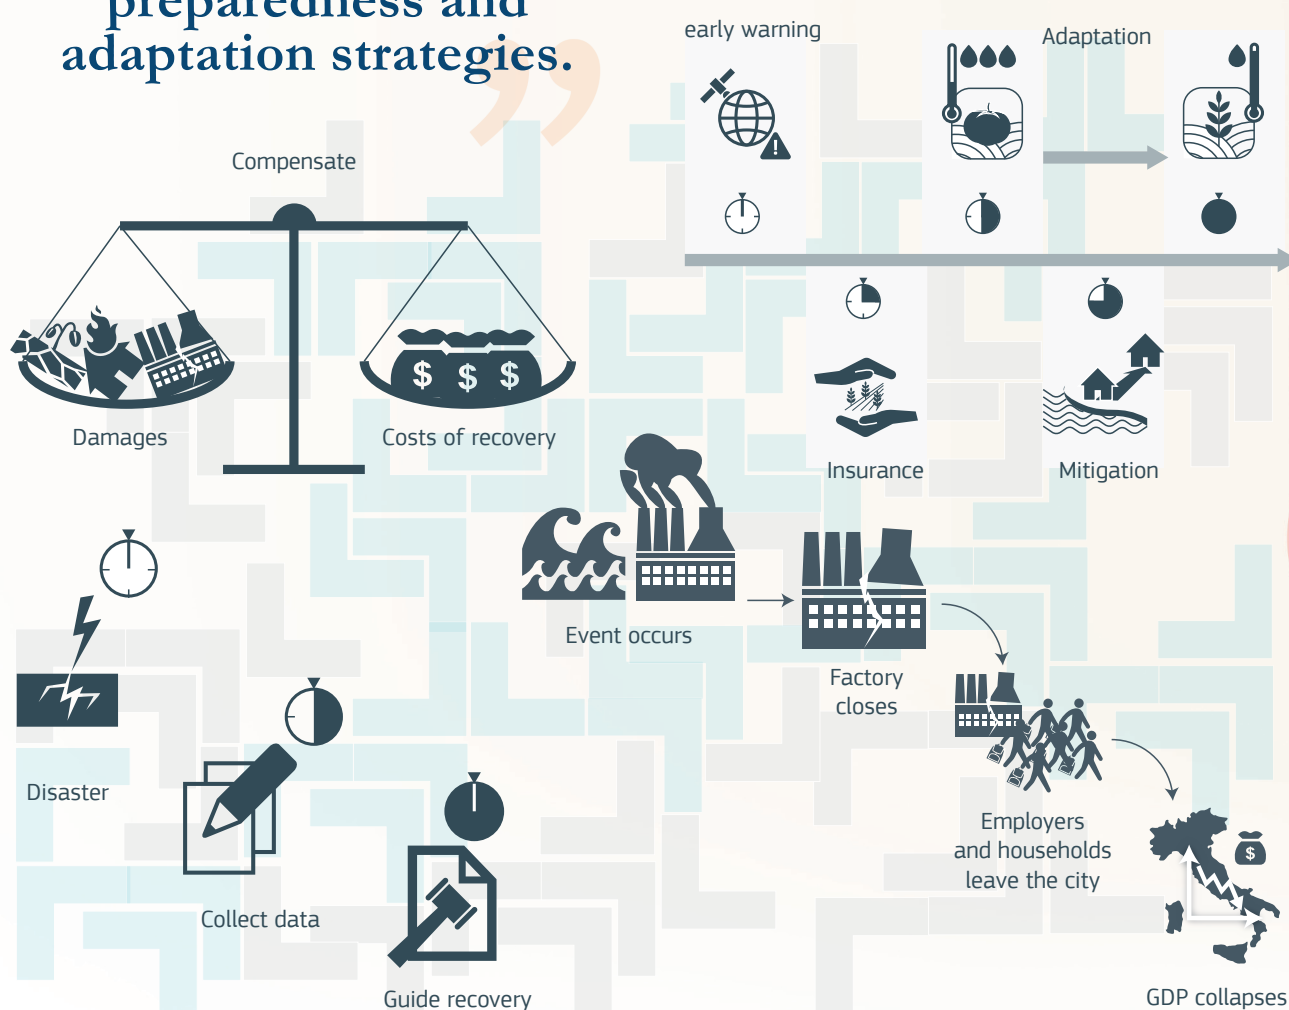 preparedness and
adaptation strategies.
”
early warning
Adaptation
Compensate
$ $ $
Damages
Costs of recovery
Insurance
Mitigation
Event occurs
Factory
closes
Disaster
Employers
and households
leave the city
$
Collect data
Guide recovery
GDP collapses